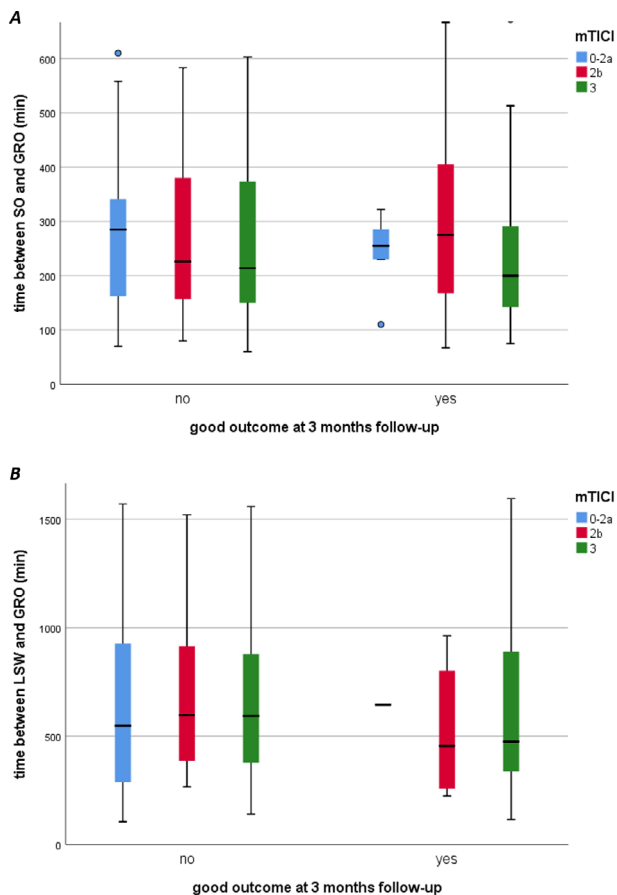 A
mTICI
0-2a
2b
3
time between SO and GRO (min)
600
500
400
300
200
100
0
no
yes
good outcome at 3 months follow-up
B
mTICI
0-2a
2b
3
time between LSW and GRO (min)
1500
1000
500
0
no
yes
good outcome at 3 months follow-up